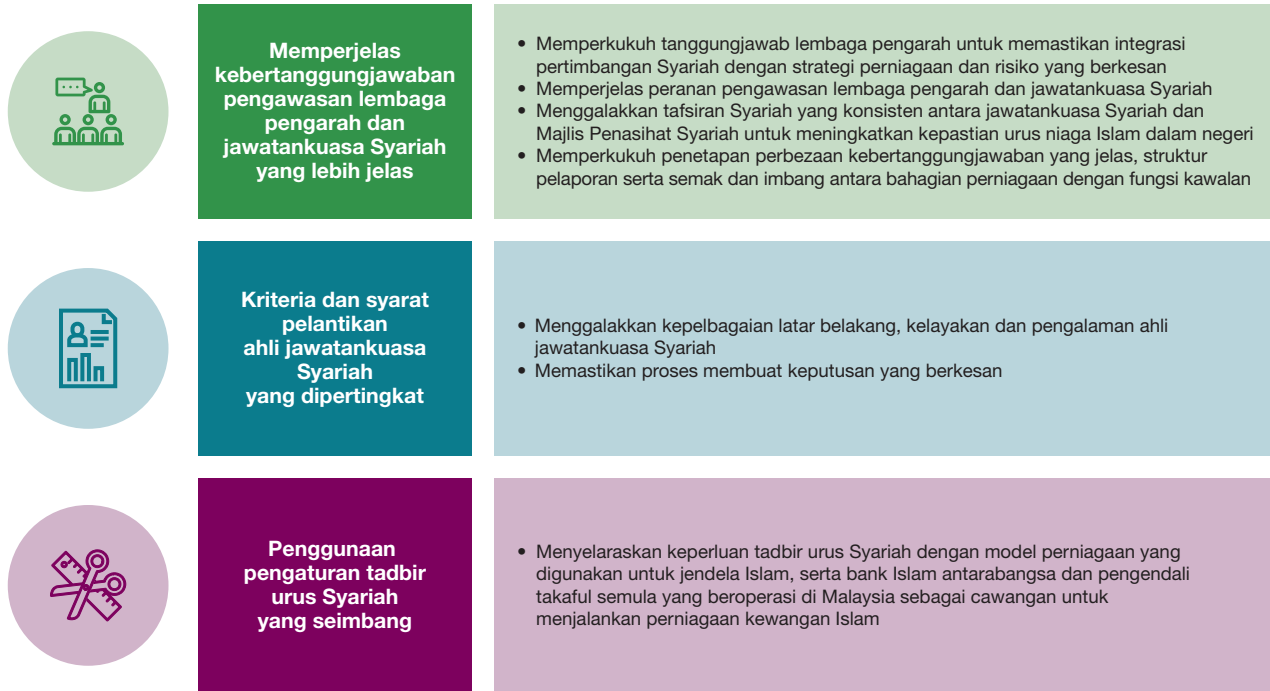 Memperjelas
kebertanggungjawaban
pengawasan lembaga
pengarah dan
jawatankuasa Syariah
yang lebih jelas
• Memperkukuh tanggungjawab lembaga pengarah untuk memastikan integrasi
pertimbangan Syariah dengan strategi perniagaan dan risiko yang berkesan
• Memperjelas peranan pengawasan lembaga pengarah dan jawatankuasa Syariah
• Menggalakkan tafsiran Syariah yang konsisten antara jawatankuasa Syariah dan
Majlis Penasihat Syariah untuk meningkatkan kepastian urus niaga Islam dalam negeri
• Memperkukuh penetapan perbezaan kebertanggungjawaban yang jelas, struktur
pelaporan serta semak dan imbang antara bahagian perniagaan dengan fungsi kawalan
Kriteria dan syarat
pelantikan
ahli jawatankuasa
Syariah
yang dipertingkat
• Menggalakkan kepelbagaian latar belakang, kelayakan dan pengalaman ahli
jawatankuasa Syariah
• Memastikan proses membuat keputusan yang berkesan
Penggunaan
pengaturan tadbir
urus Syariah
yang seimbang
• Menyelaraskan keperluan tadbir urus Syariah dengan model perniagaan yang
digunakan untuk jendela Islam, serta bank Islam antarabangsa dan pengendali
takaful semula yang beroperasi di Malaysia sebagai cawangan untuk
menjalankan perniagaan kewangan Islam